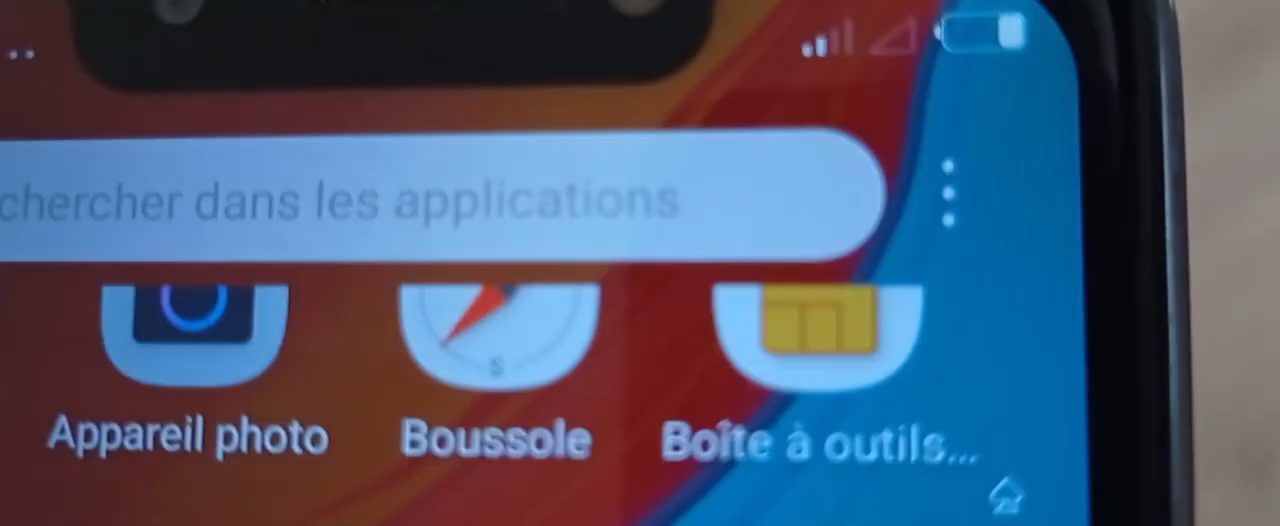 chercher dans les applications
Appareil photo Boussole Boîte à outils...